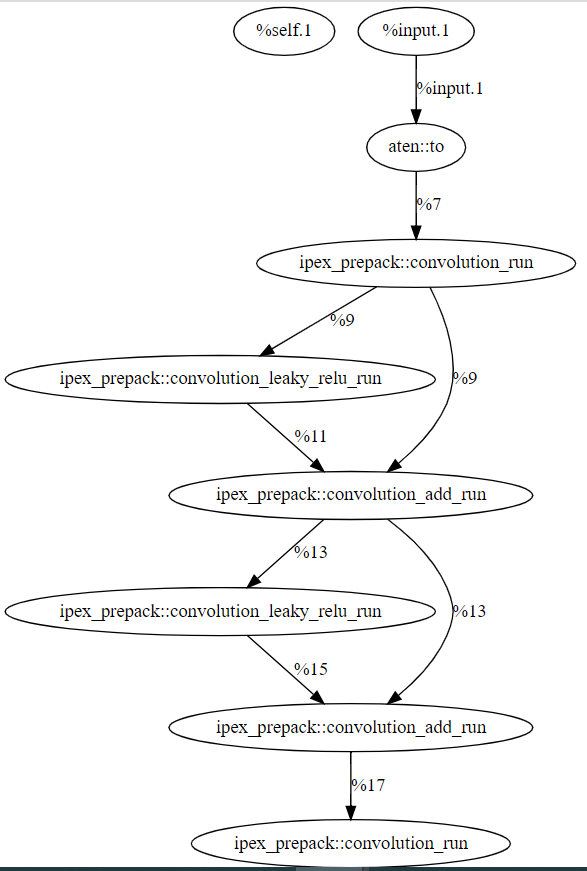 %self.1
%input.1
%input.1
aten::to
%7
ipex_prepack::convolution_run
%9
ipex_prepack::convolution_leaky_relu_run
%9
%11
ipex_prepack::convolution_add_run
%13
ipex_prepack::convolution_leaky_relu_run
%13
%15
ipex_prepack::convolution_add_run
%17
ipex_prepack::convolution_run